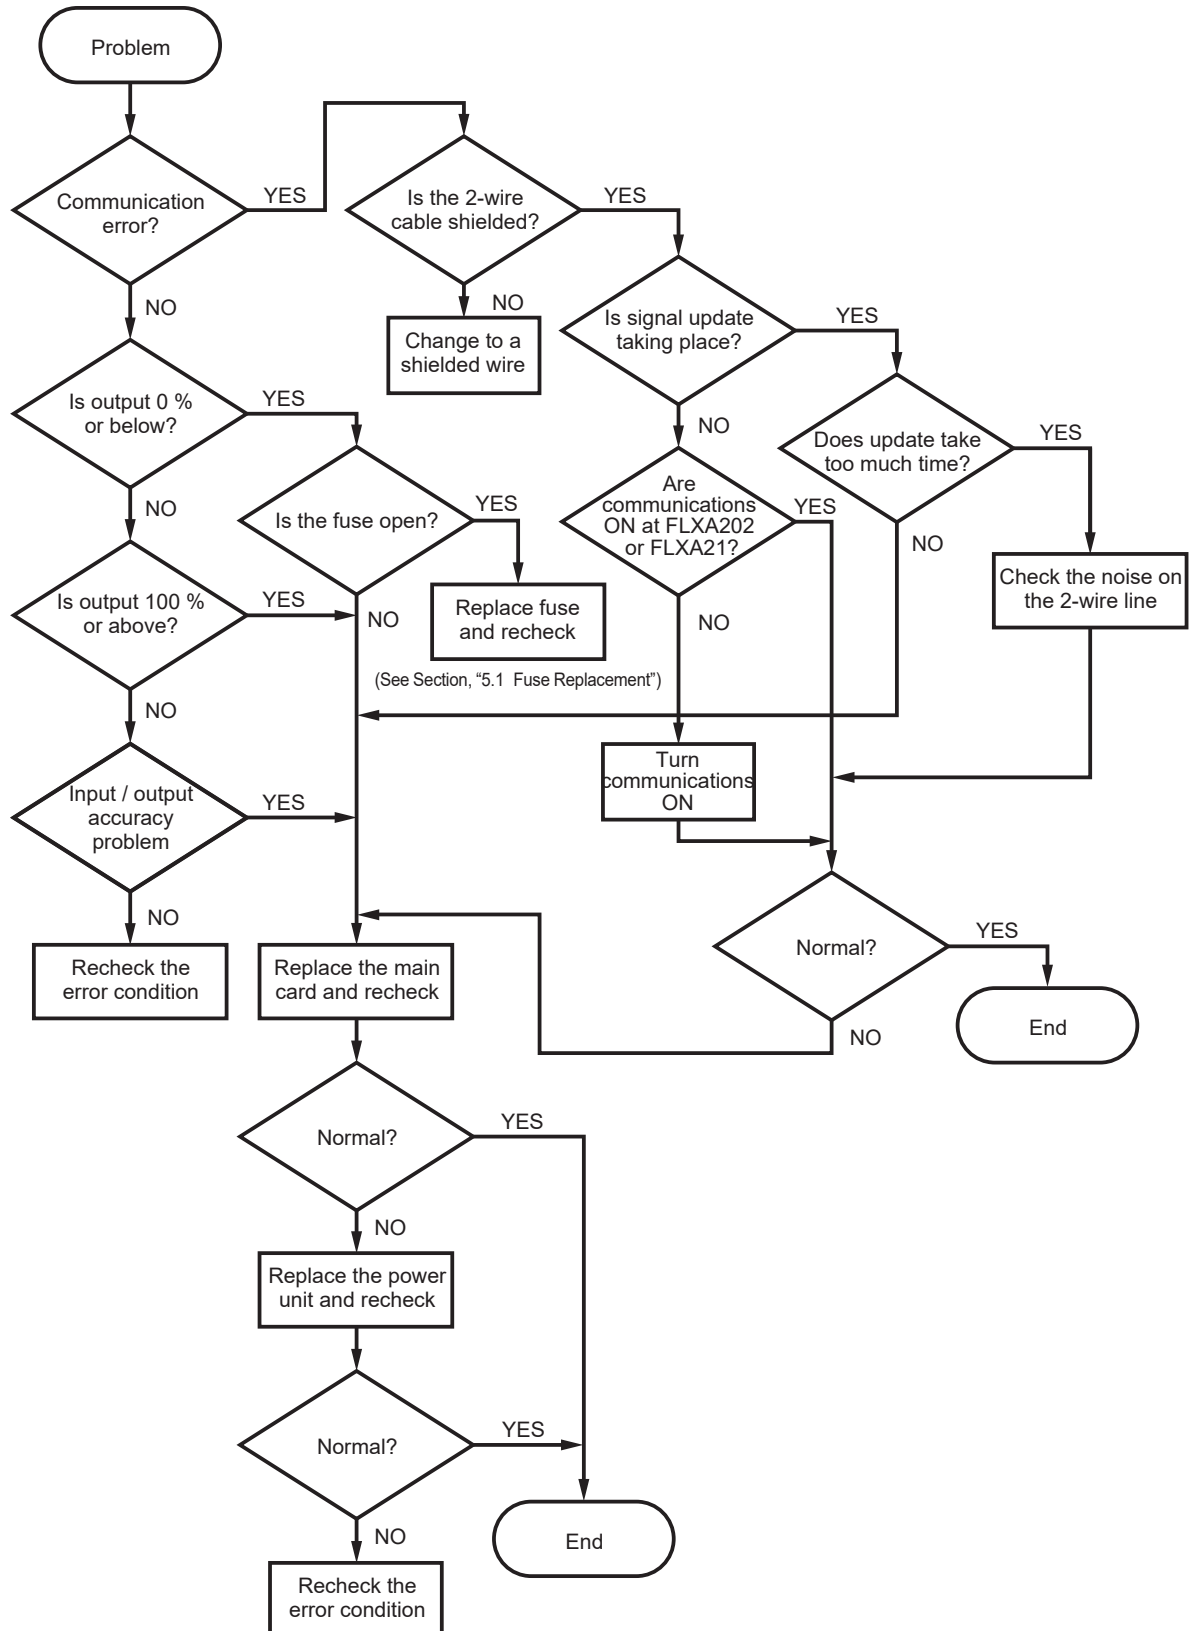 Problem
Communication
error?
YES
NO
Is the 2-wire
cable shielded?
YES
NO
Change to a
shielded wire
Is signal update
taking place?
YES
NO
Does update take
too much time?
YES
NO
Check the noise on
the 2-wire line
Are
communications
ON at FLXA202
or FLXA21?
YES
NO
Turn
communications
ON
Is output 0 %
or below?
YES
NO
Is the fuse open?
YES
NO
Replace fuse
and recheck
(See Section, “5.1 Fuse Replacement”)
Is output 100 %
or above?
YES
NO
Input / output
accuracy
problem
YES
NO
Recheck the
error condition
Replace the main
card and recheck
Normal?
YES
NO
End
Normal?
YES
NO
Replace the power
unit and recheck
Normal?
YES
NO
End
Recheck the
error condition